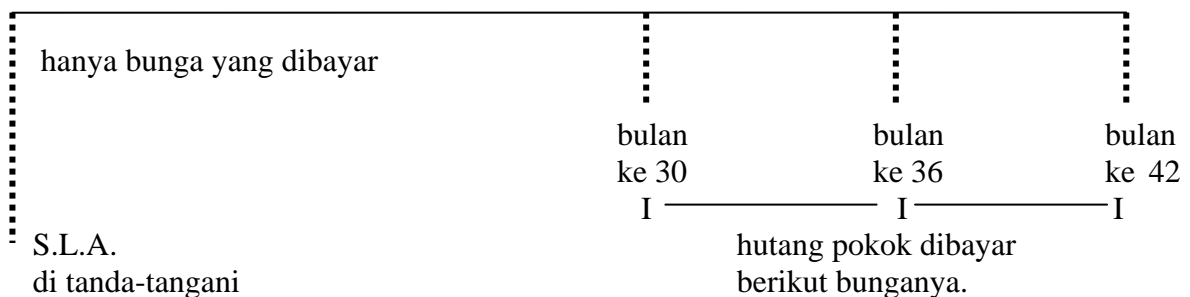 hanya bunga yang dibayar
bulan ke 30
bulan ke 36
bulan ke 42
I I I
S.L.A.
di tanda-tangani
hutang pokok dibayar
berikut bunganya.